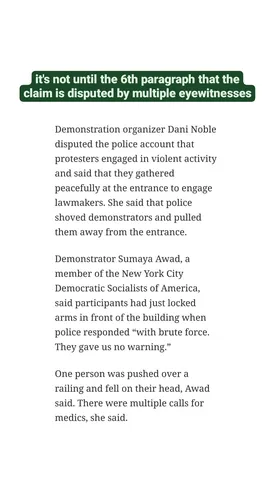 it's not until the 6th paragraph that the
claim is disputed by multiple eyewitnesses
Demonstration organizer Dani Noble
disputed the police account that
protesters engaged in violent activity
and said that they gathered
peacefully at the entrance to engage
lawmakers. She said that police
shoved demonstrators and pulled
them away from the entrance.
Demonstrator Sumaya Awad, a
member of the New York City
Democratic Socialists of America,
said participants had just locked
arms in front of the building when
police responded “with brute force.
They gave us no warning.”
One person was pushed over a
railing and fell on their head, Awad
said. There were multiple calls for
medics, she said.